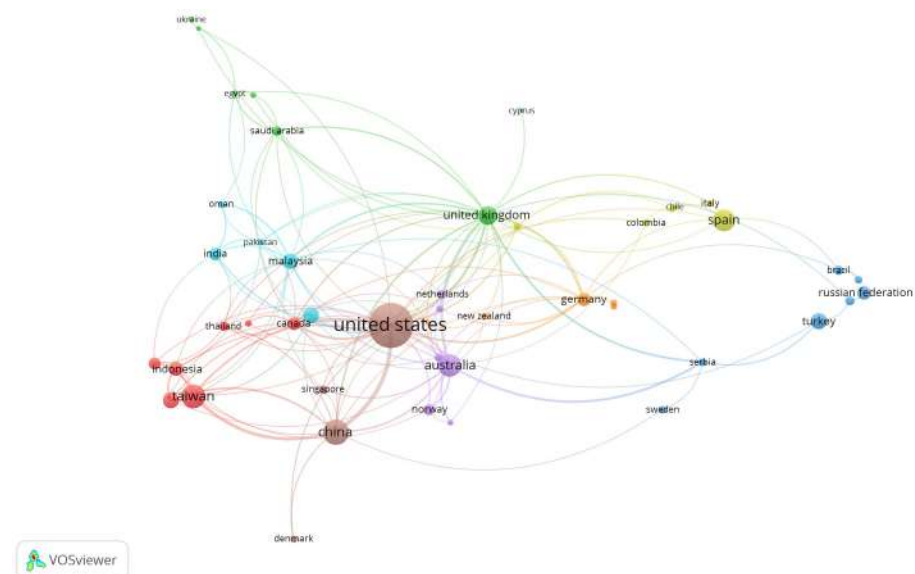 ukraine
egypt
saudi arabia
cyprus
oman
united kingdom
chile
italy
spain
colombia
pakistan
india
malaysia
brazil
netherlands
germany
russian federation
new zealand
thailand
canada
united states
turkey
serbia
australia
indonesia
singapore
taiwan
norway
sweden
china
denmark
VOSviewer